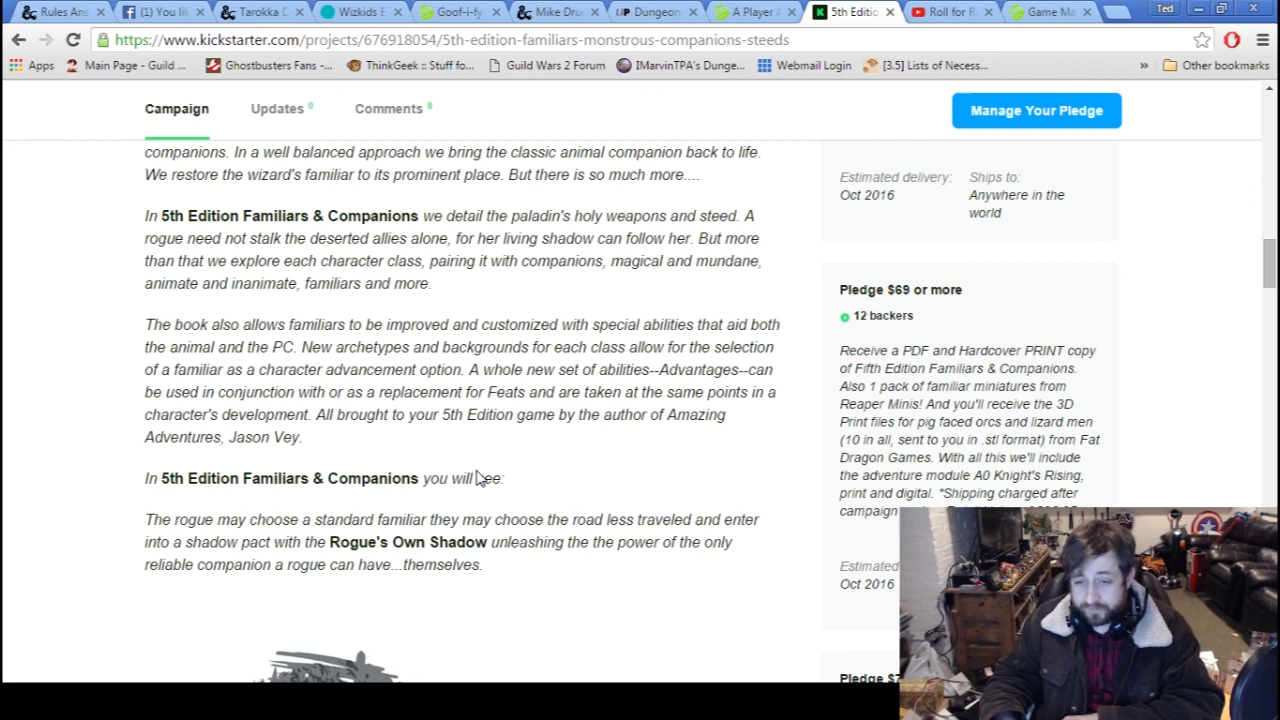 Rules Ans
(1) You lik
Tarokka D
Wizkids E
Goof-i-fy
Mike Dru
Dungeon
A Player A
5th Editio
Roll for R
Game Ma
Ted
https://www.kickstarter.com/projects/676918054/5th-edition-familiars-monstrous-companions-steeds
Apps
Main Page - Guild ...
Ghostbusters Fans -...
ThinkGeek :: Stuff fo...
Guild Wars 2 Forum
IMarvinTPA's Dunge...
Webmail Login
[3.5] Lists of Necess...
»
Other bookmarks
Campaign
Updates 0
Comments 8
Manage Your Pledge
companions. In a well balanced approach we bring the classic animal companion back to life.
We restore the wizard's familiar to its prominent place. But there is so much more....
In 5th Edition Familiars & Companions we detail the paladin's holy weapons and steed. A
rogue need not stalk the deserted allies alone, for her living shadow can follow her. But more
than that we explore each character class, pairing it with companions, magical and mundane,
animate and inanimate, familiars and more.
The book also allows familiars to be improved and customized with special abilities that aid both
the animal and the PC. New archetypes and backgrounds for each class allow for the selection
of a familiar as a character advancement option. A whole new set of abilities--Advantages--can
be used in conjunction with or as a replacement for Feats and are taken at the same points in a
character's development. All brought to your 5th Edition game by the author of Amazing
Adventures, Jason Vey.
In 5th Edition Familiars & Companions you will see:
The rogue may choose a standard familiar they may choose the road less traveled and enter
into a shadow pact with the Rogue's Own Shadow unleashing the the power of the only
reliable companion a rogue can have...themselves.
Estimated delivery:
Oct 2016
Ships to:
Anywhere in the
world
Pledge $69 or more
12 backers
Receive a PDF and Hardcover PRINT copy
of Fifth Edition Familiars & Companions.
Also 1 pack of familiar miniatures from
Reaper Minis! And you'll receive the 3D
Print files for pig faced orcs and lizard men
(10 in all, sent to you in .stl format) from Fat
Dragon Games. With all this we'll include
the adventure module A0 Knight's Rising,
print and digital. *Shipping charged after
campaign
Estimated
Oct 2016
Pledge $7